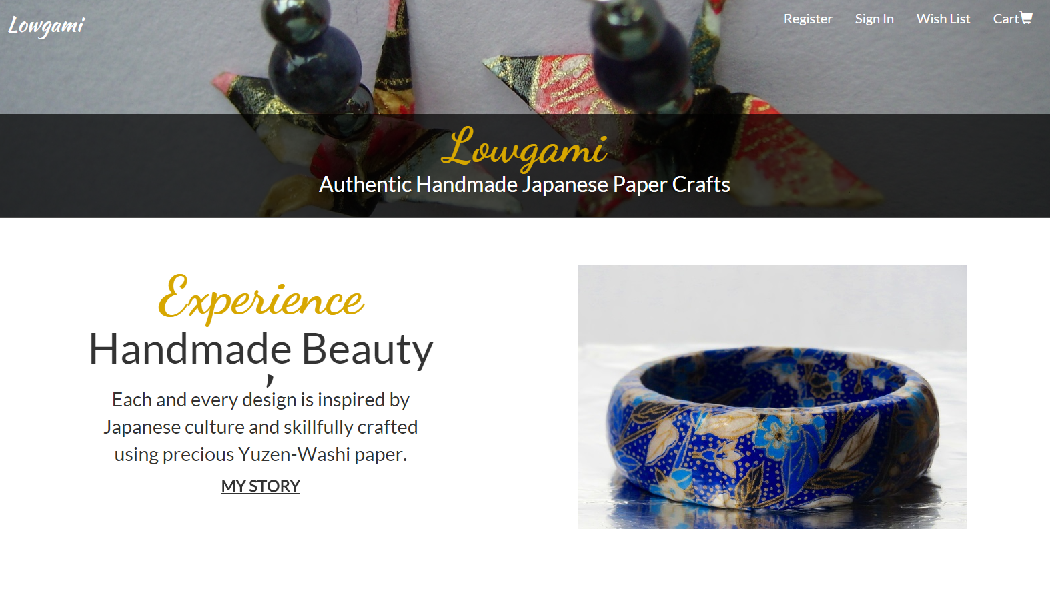 Lowgami
Register Sign In Wish List Cart
Lowgami
Authentic Handmade Japanese Paper Crafts
Experience
Handmade Beauty
,
Each and every design is inspired by
Japanese culture and skillfully crafted
using precious Yuzen-Washi paper.
MY STORY